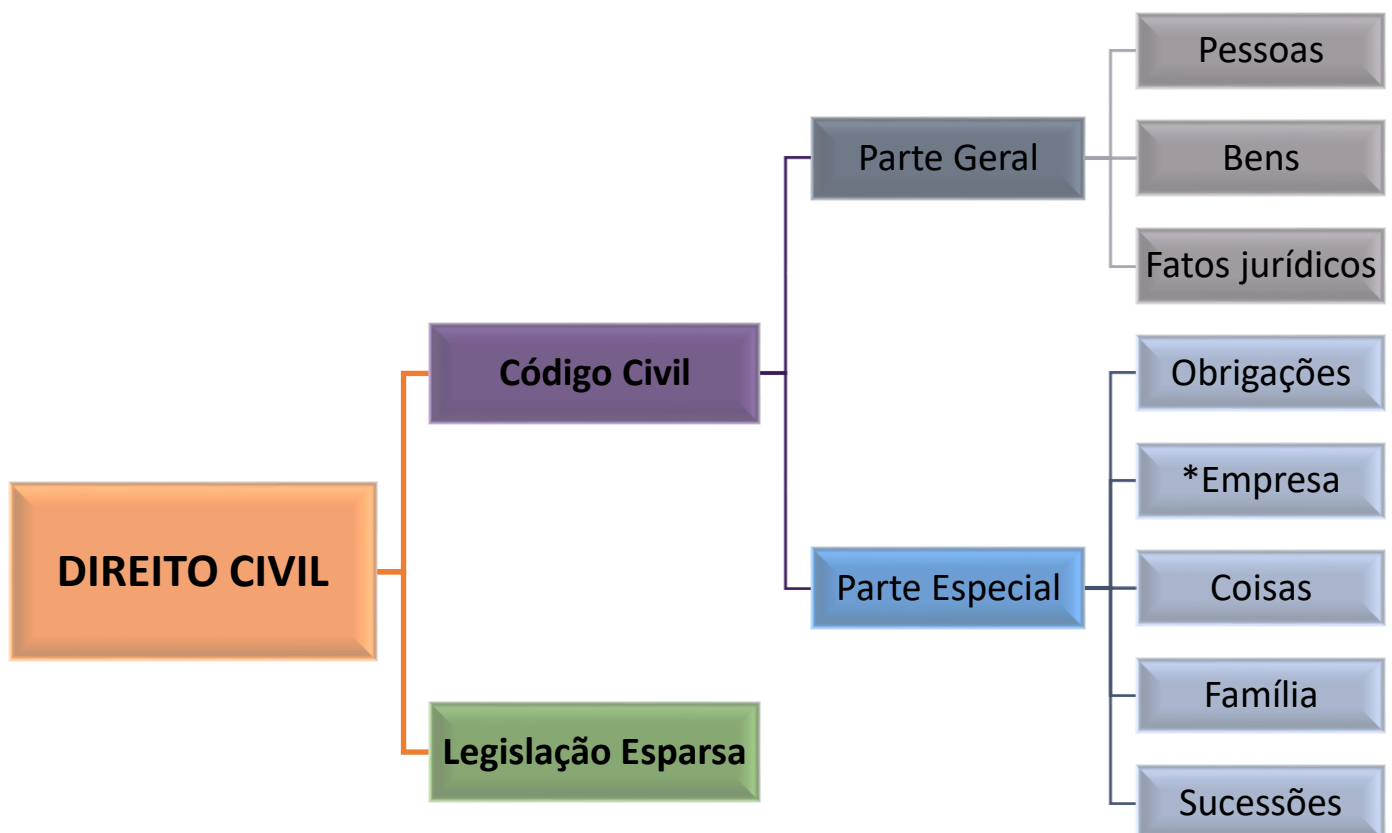 DIREITO CIVIL
Código Civil
Parte Geral
Pessoas
Bens
Fatos jurídicos
Parte Especial
Obrigações
*Empresa
Coisas
Família
Sucessões
Legislação Esparsa